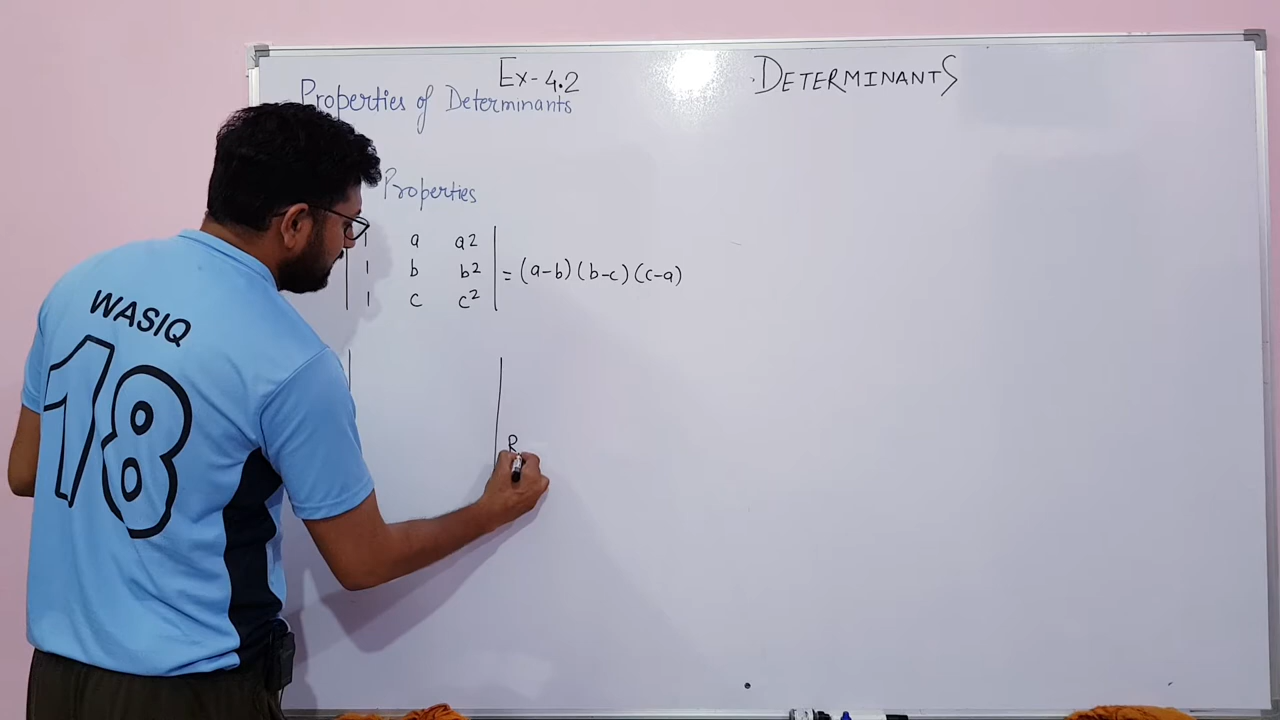 Ex-4.2
DETERMINANTS
Properties of Determinants
Properties
1 a a2
1 b b2 = (a-b)(b-c)(c-a)
1 c c2
R
WASIQ
18